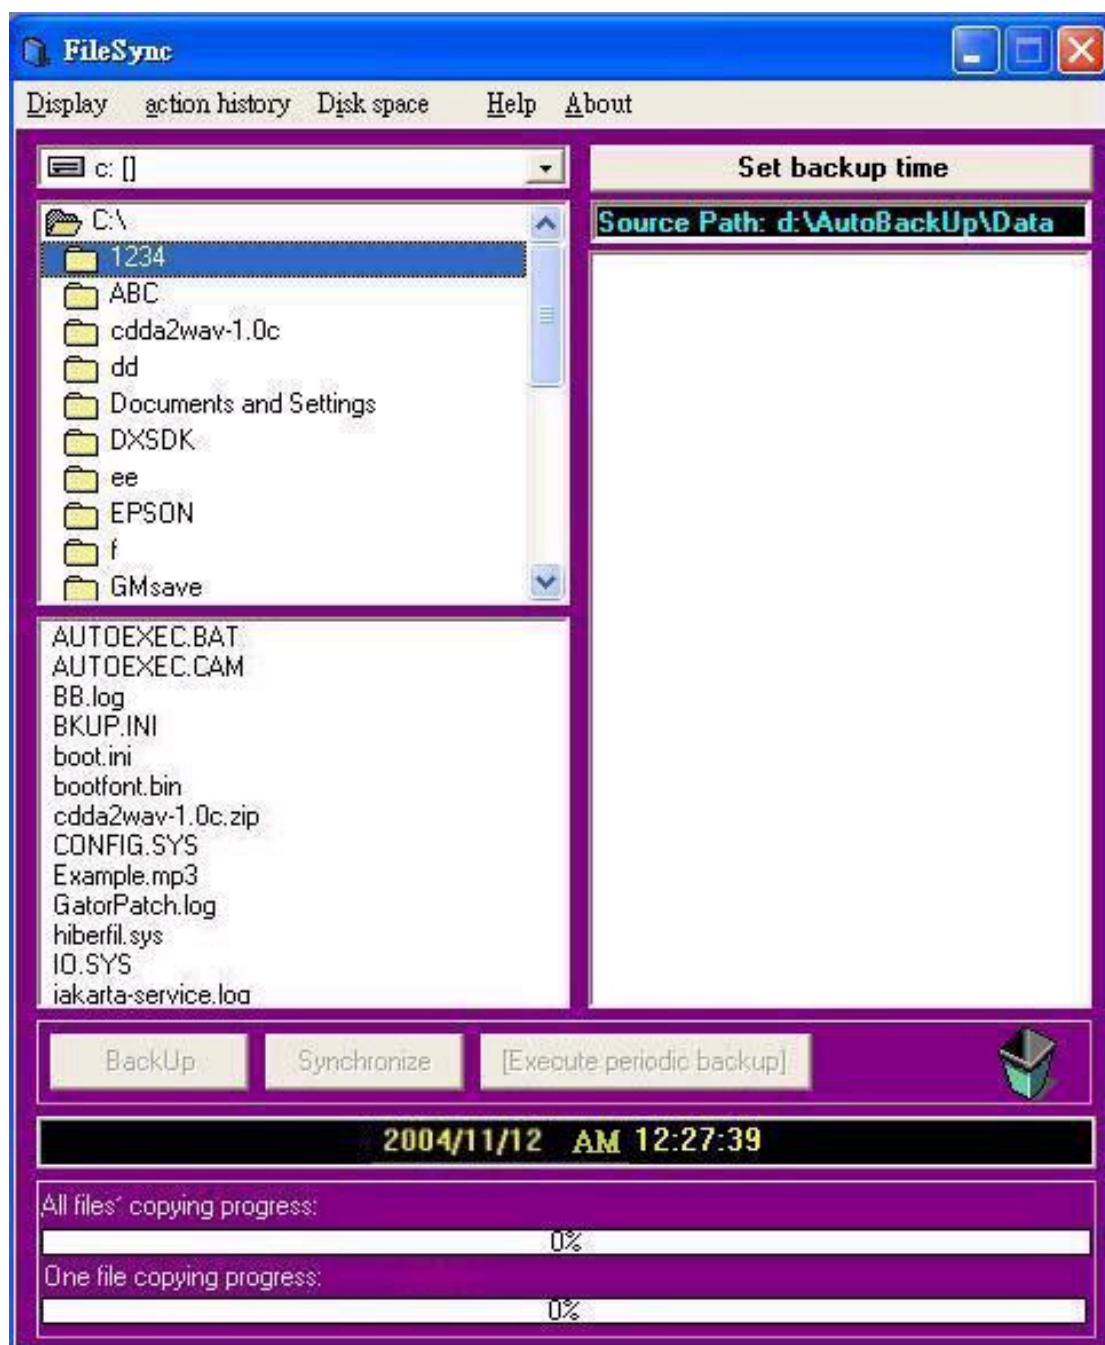 FileSync
Display action history Disk space Help About
c: []
Set backup time
C:\
Source Path: d:\AutoBackUp\Data
1234
ABC
cdda2wav-1.0c
dd
Documents and Settings
DXSDK
ee
EPSON
f
GMsave
AUTOEXEC.BAT
AUTOEXEC.CAM
BB.log
BKUP.INI
boot.ini
bootfont.bin
cdda2wav-1.0c.zip
CONFIG.SYS
Example.mp3
GatorPatch.log
hiberfil.sys
IO.SYS
jakarta-service.log
BackUp Synchronize [Execute periodic backup]
2004/11/12 AM 12:27:39
All files' copying progress:
0%
One file copying progress:
0%